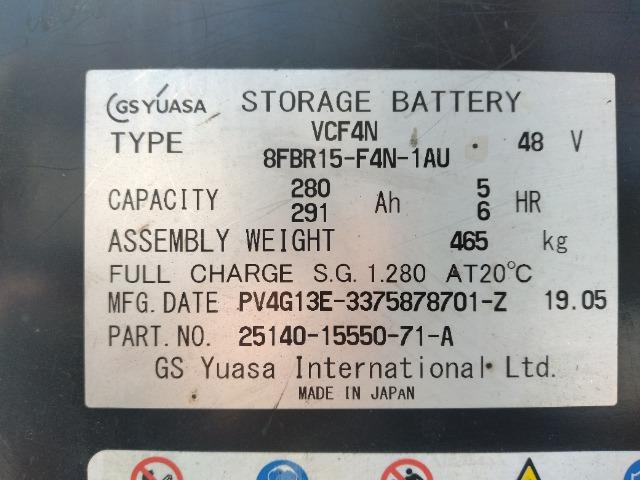 GS YUASA STORAGE BATTERY
TYPE VCF4N 48 V
8FBR15-F4N-1AU
CAPACITY 280 Ah 5 HR
291 6
ASSEMBLY WEIGHT 465 kg
FULL CHARGE S.G. 1.280 AT20°C
MFG. DATE PV4G13E-3375878701-Z 19.05
PART. NO. 25140-15550-71-A
GS Yuasa International Ltd.
MADE IN JAPAN